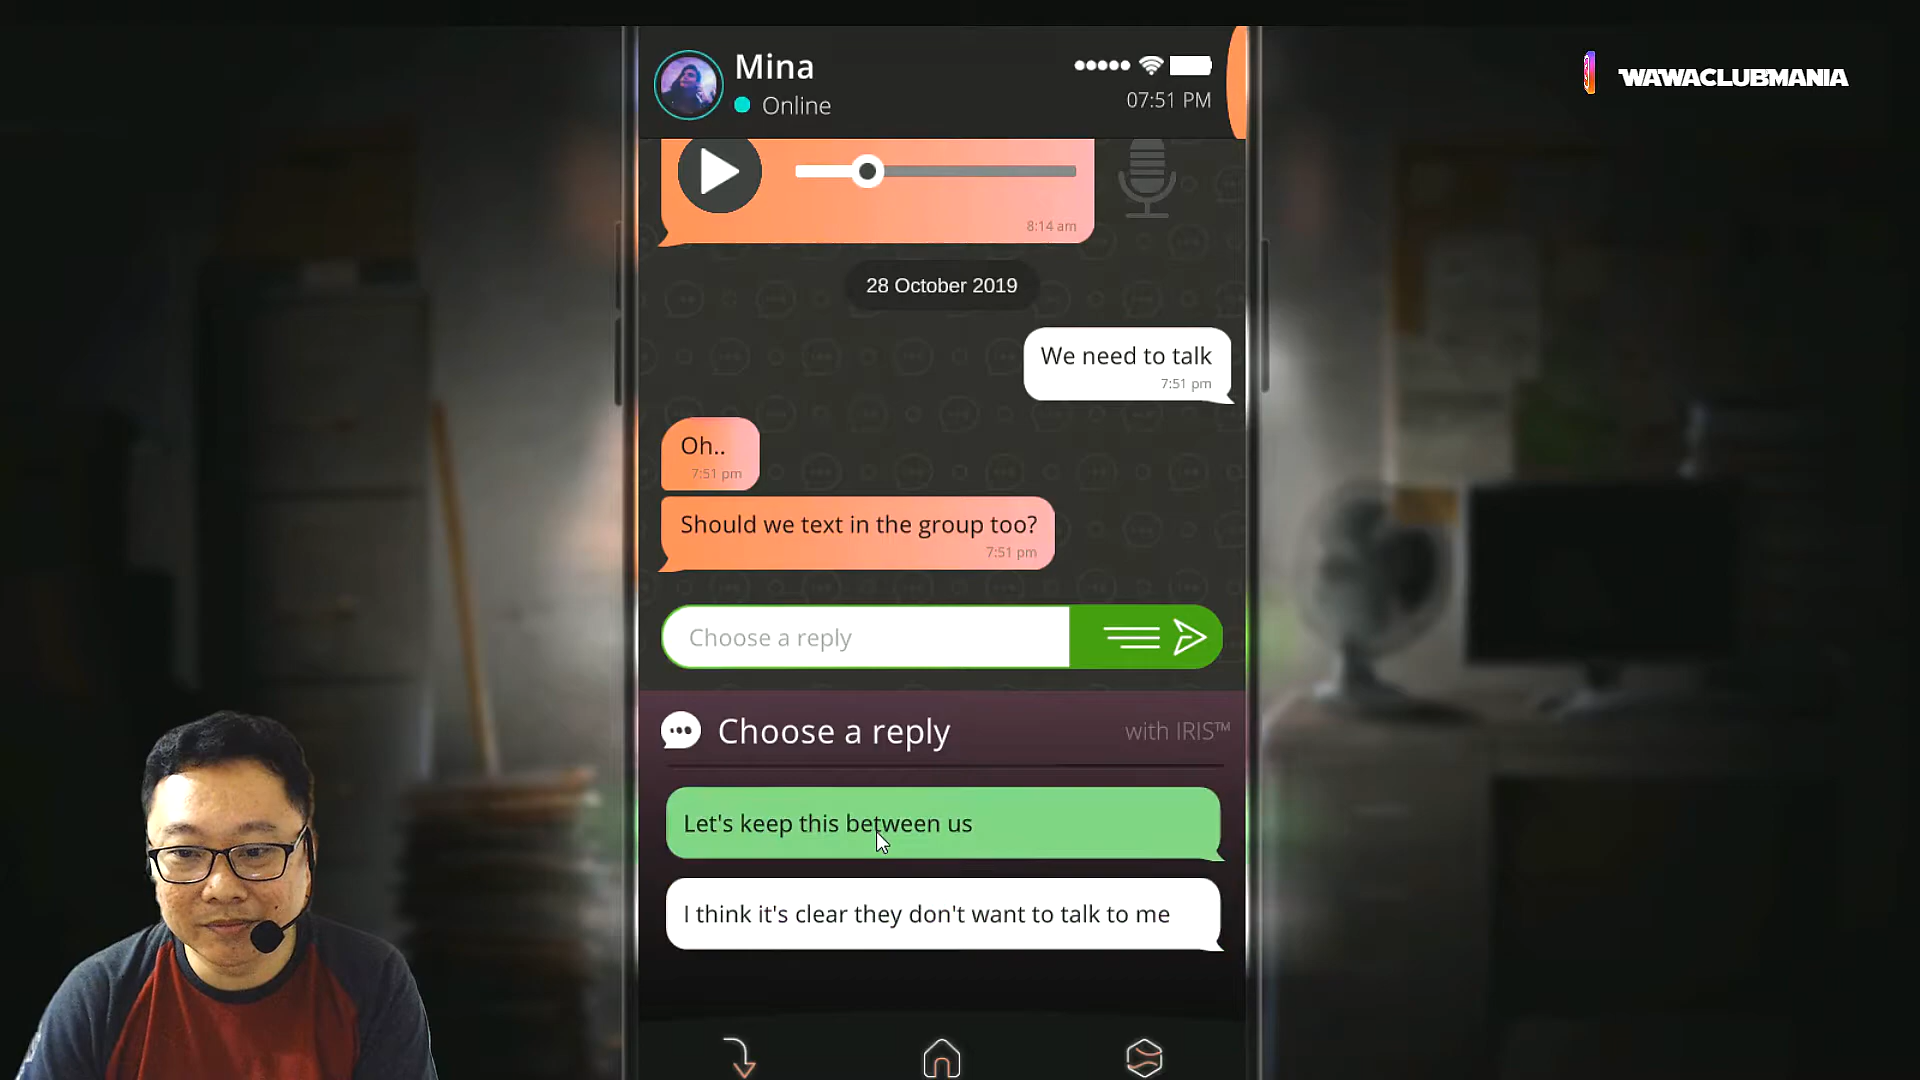 Mina
Online
07:51 PM
WAWACLUBMANIA
8:14 am
28 October 2019
We need to talk
7:51 pm
Oh..
7:51 pm
Should we text in the group too?
7:51 pm
Choose a reply
Choose a reply
with IRIS™
Let's keep this between us
I think it's clear they don't want to talk to me